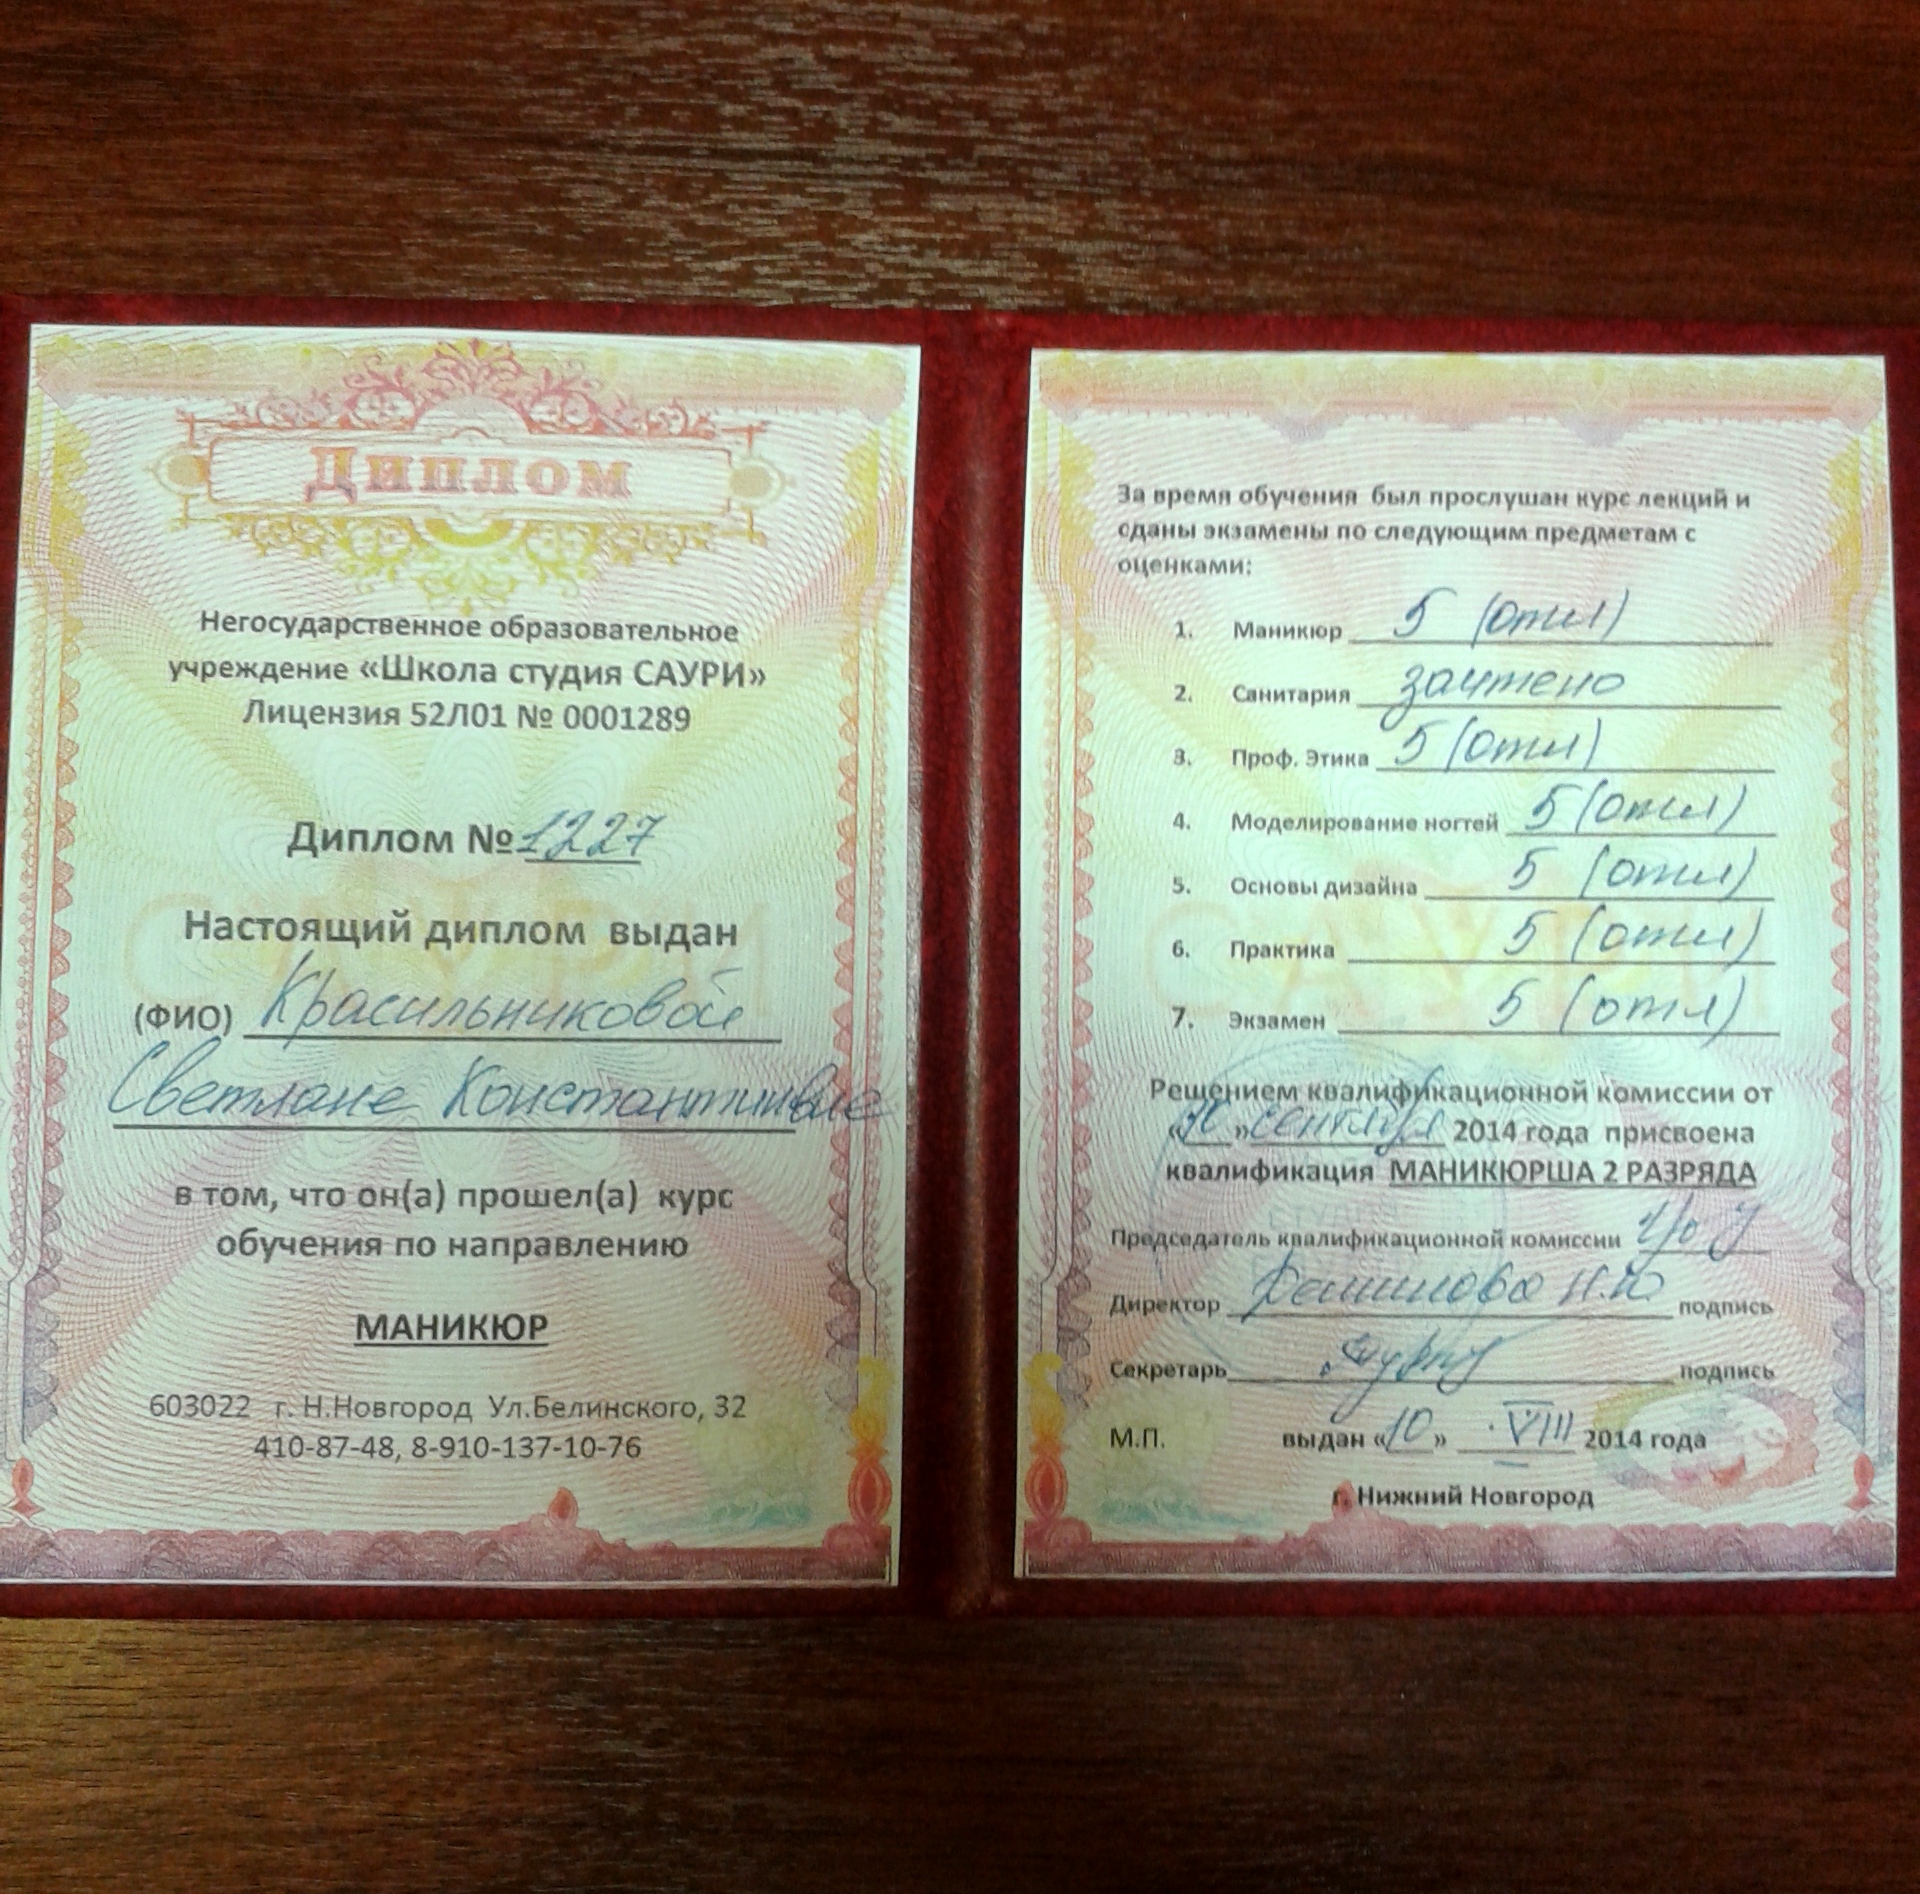 Диплом
Негосударственное образовательное
учреждение «Школа студия САУРИ»
Лицензия 52Л01 № 0001289
Диплом № 1227
Настоящий диплом выдан
(ФИО) Красильниковой
Светлане Константиновне
в том, что он(а) прошел(а) курс
обучения по направлению
МАНИКЮР
603022 г. Н.Новгород Ул.Белинского, 32
410-87-48, 8-910-137-10-76
За время обучения был прослушан курс лекций и
сданы экзамены по следующим предметам с
оценками:
1. Маникюр 5 (отл)
2. Санитария зачтено
3. Проф. Этика 5 (отл)
4. Моделирование ногтей 5 (отл)
5. Основы дизайна 5 (отл)
6. Практика 5 (отл)
7. Экзамен 5 (отл)
Решением квалификационной комиссии от
« » сентября 2014 года присвоена
квалификация МАНИКЮРША 2 РАЗРЯДА
Председатель квалификационной комиссии
Директор подпись
Секретарь подпись
М.П. выдан «10» VIII 2014 года
г. Нижний Новгород